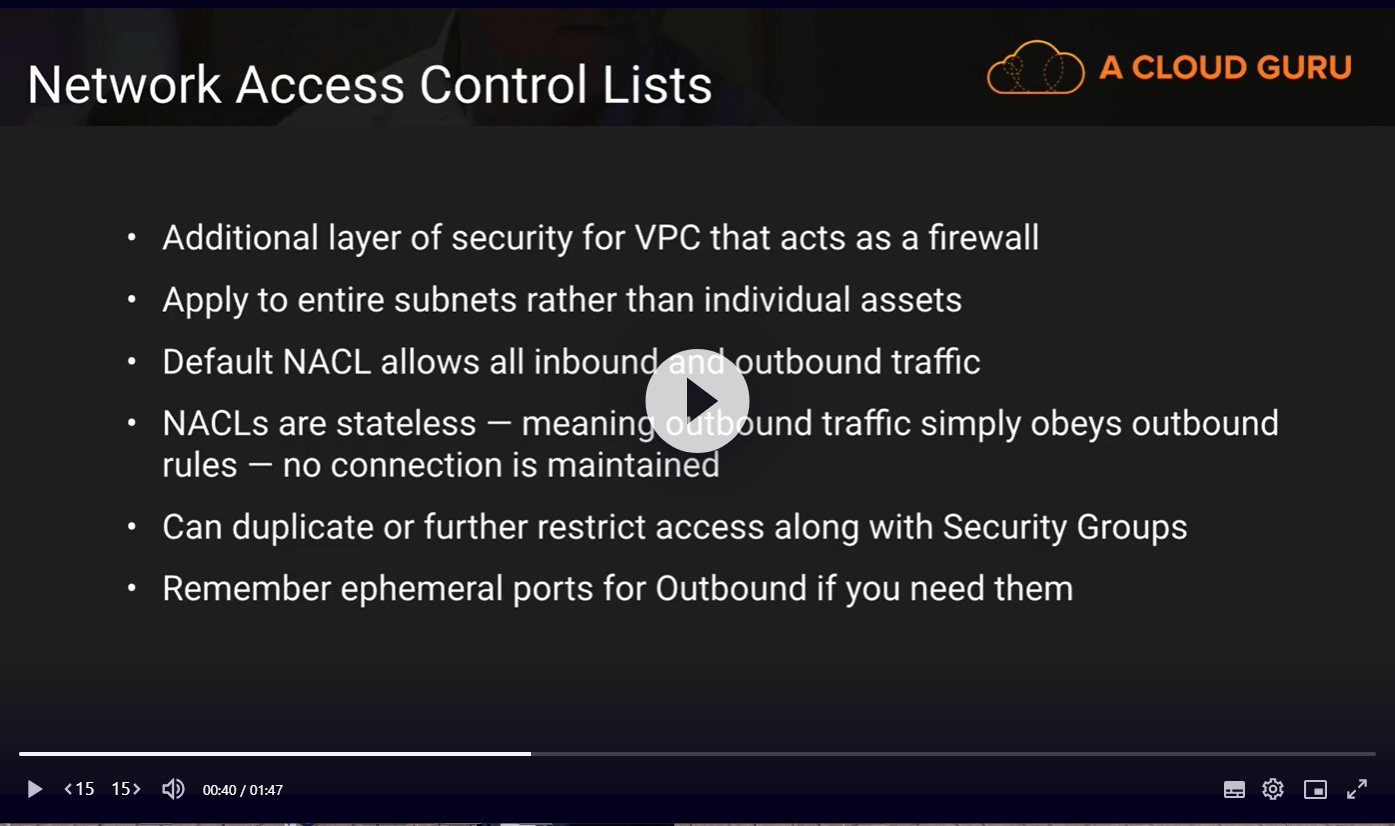 Network Access Control Lists
A CLOUD GURU
• Additional layer of security for VPC that acts as a firewall
• Apply to entire subnets rather than individual assets
• Default NACL allows all inbound and outbound traffic
• NACLs are stateless — meaning outbound traffic simply obeys outbound
rules — no connection is maintained
• Can duplicate or further restrict access along with Security Groups
• Remember ephemeral ports for Outbound if you need them
<15 15> 00:40 / 01:47